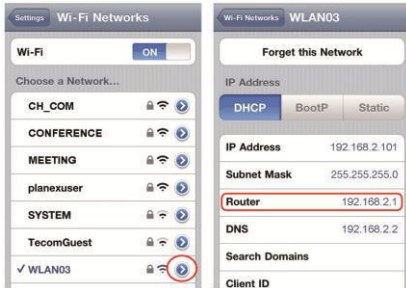 Settings Wi-Fi Networks
Wi-Fi ON
Choose a Network...
CH_COM
CONFERENCE
MEETING
planexuser
SYSTEM
TecomGuest
✓ WLAN03
Wi-Fi Networks WLAN03
Forget this Network
IP Address
DHCP BootP Static
IP Address 192.168.2.101
Subnet Mask 255.255.255.0
Router 192.168.2.1
DNS 192.168.2.2
Search Domains
Client ID